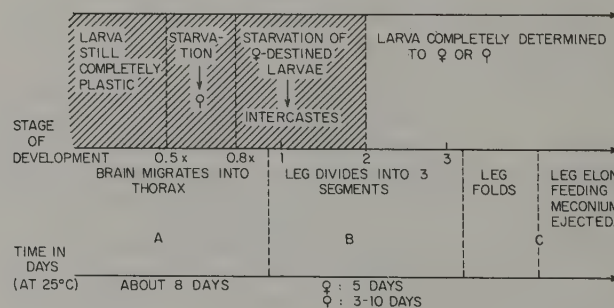 LARVA
STILL
COMPLETELY
PLASTIC
STARVA-
TION
⚲
STARVATION OF
♀-DESTINED
LARVAE
INTERCASTES
LARVA COMPLETELY DETERMINED
TO ♀ OR ⚲
STAGE
OF
DEVELOPMENT
0.5x 0.8x 1 2 3
BRAIN MIGRATES INTO
THORAX
LEG DIVIDES INTO 3
SEGMENTS
LEG
FOLDS
LEG ELON
FEEDING
MECONIUM
EJECTED
A B C
TIME IN
DAYS
(AT 25°C)
ABOUT 8 DAYS
♀ : 5 DAYS
⚲ : 3-10 DAYS